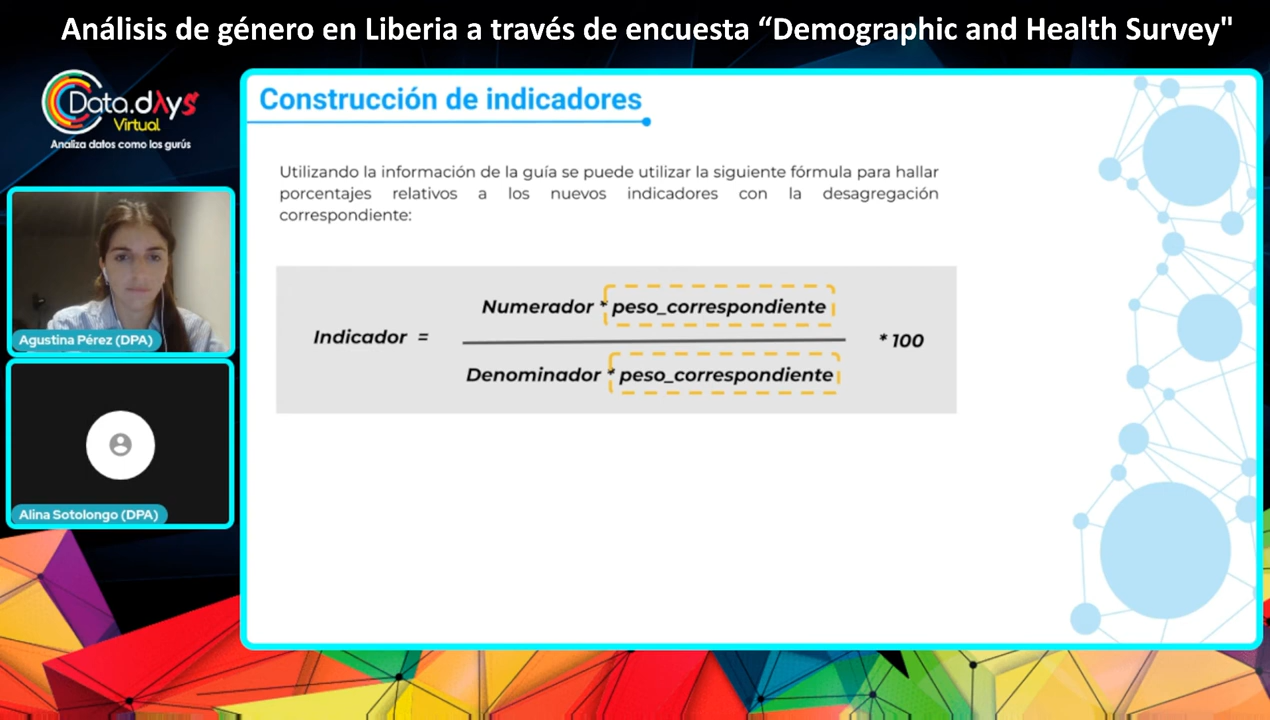 Análisis de género en Liberia a través de encuesta “Demographic and Health Survey"
Data.dAys
Virtual
Analiza datos como los gurús
Construcción de indicadores
Utilizando la información de la guía se puede utilizar la siguiente fórmula para hallar
porcentajes relativos a los nuevos indicadores con la desagregación
correspondiente:
Indicador =
Numerador * peso_correspondiente
Denominador * peso_correspondiente
* 100
Agustina Pérez (DPA)
Alina Sotolongo (DPA)